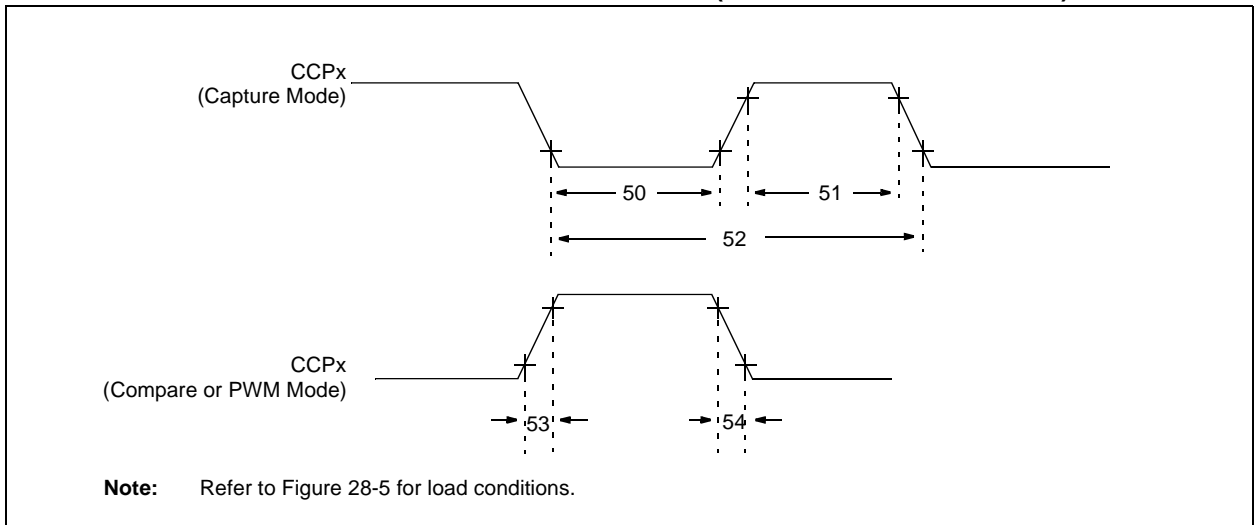 CCPx
(Capture Mode)
50
51
52
CCPx
(Compare or PWM Mode)
53
54
Note: Refer to Figure 28-5 for load conditions.